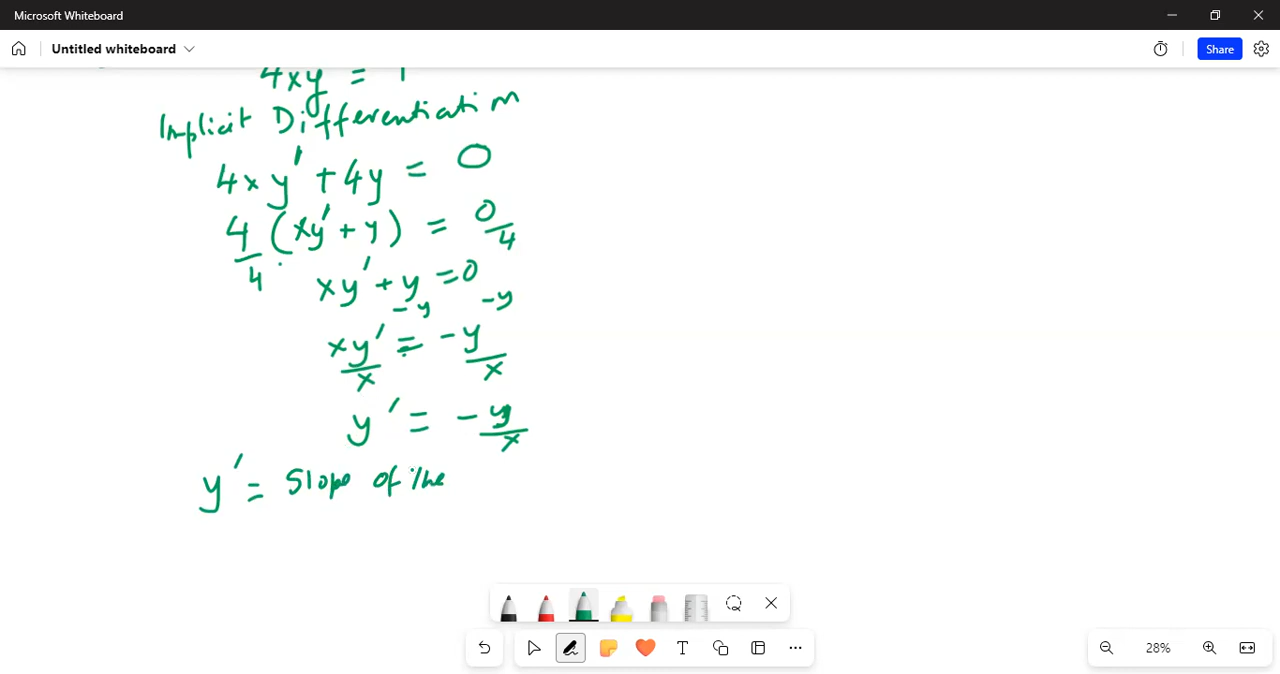 Microsoft Whiteboard
Untitled whiteboard
Share
4xy = 1
Implicit Differentiation
4xy' + 4y = 0
4/4 (xy' + y) = 0/4
xy' + y = 0
- y - y
xy'/x = -y/x
y' = -y/x
y' = Slope of the
28%